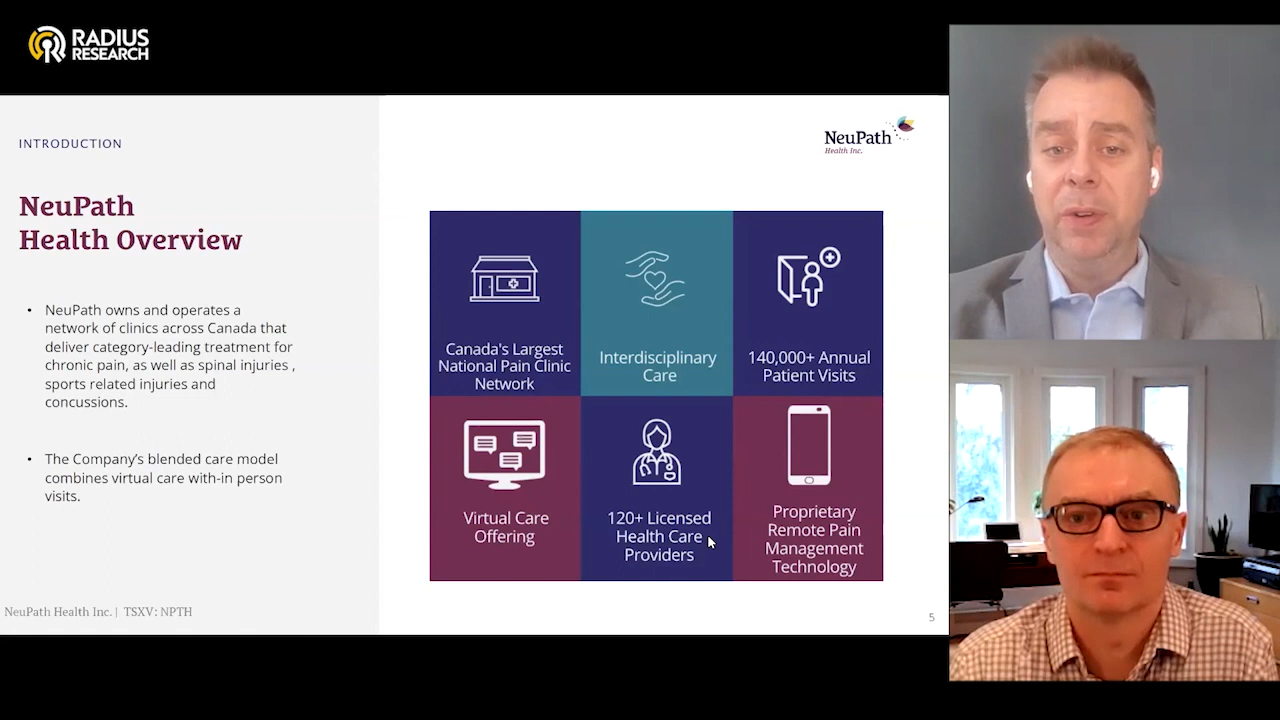 RADIUS
RESEARCH
INTRODUCTION
NeuPath
Health Overview
• NeuPath owns and operates a
network of clinics across Canada that
deliver category-leading treatment for
chronic pain, as well as spinal injuries ,
sports related injuries and
concussions.
• The Company's blended care model
combines virtual care with-in person
visits.
NeuPath Health Inc. | TSXV: NPTH
NeuPath
Health Inc.
Canada's Largest
National Pain Clinic
Network
Interdisciplinary
Care
140,000+ Annual
Patient Visits
Virtual Care
Offering
120+ Licensed
Health Care
Providers
Proprietary
Remote Pain
Management
Technology
5